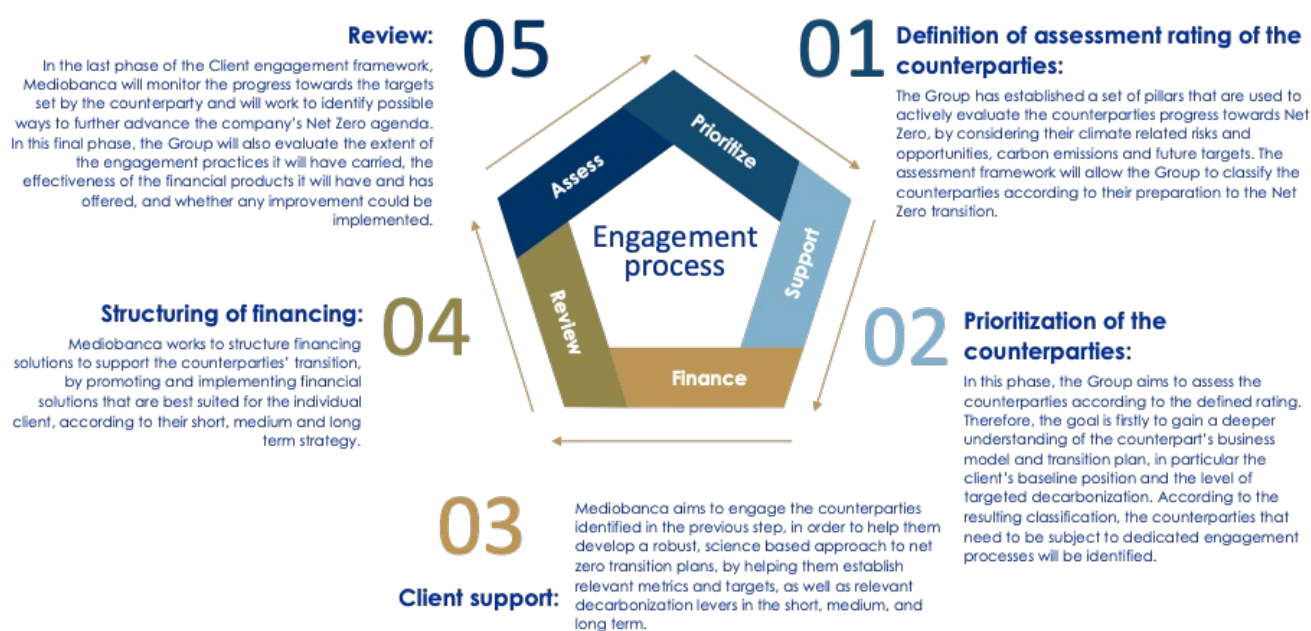 01
Definition of assessment rating of the
counterparties:
The Group has established a set of pillars that are used to
actively evaluate the counterparties progress towards Net
Zero, by considering their climate related risks and
opportunities, carbon emissions and future targets. The
assessment framework will allow the Group to classify the
counterparties according to their preparation to the Net
Zero transition.
02
Prioritization of the
counterparties:
In this phase, the Group aims to assess the
counterparties according to the defined rating.
Therefore, the goal is firstly to gain a deeper
understanding of the counterpart's business
model and transition plan, in particular the
client's baseline position and the level of
targeted decarbonization. According to the
resulting classification, the counterparties that
need to be subject to dedicated engagement
processes will be identified.
03
Client support:
Mediobanca aims to engage the counterparties
identified in the previous step, in order to help them
develop a robust, science based approach to net
zero transition plans, by helping them establish
relevant metrics and targets, as well as relevant
decarbonization levers in the short, medium, and
long term.
04
Structuring of financing:
Mediobanca works to structure financing
solutions to support the counterparties' transition,
by promoting and implementing financial
solutions that are best suited for the individual
client, according to their short, medium and long
term strategy.
05
Review:
In the last phase of the Client engagement framework,
Mediobanca will monitor the progress towards the targets
set by the counterparty and will work to identify possible
ways to further advance the company's Net Zero agenda.
In this final phase, the Group will also evaluate the extent of
the engagement practices it will have carried, the
effectiveness of the financial products it will have and has
offered, and whether any improvement could be
implemented.
Engagement
process
Assess
Prioritize
Support
Finance
Review